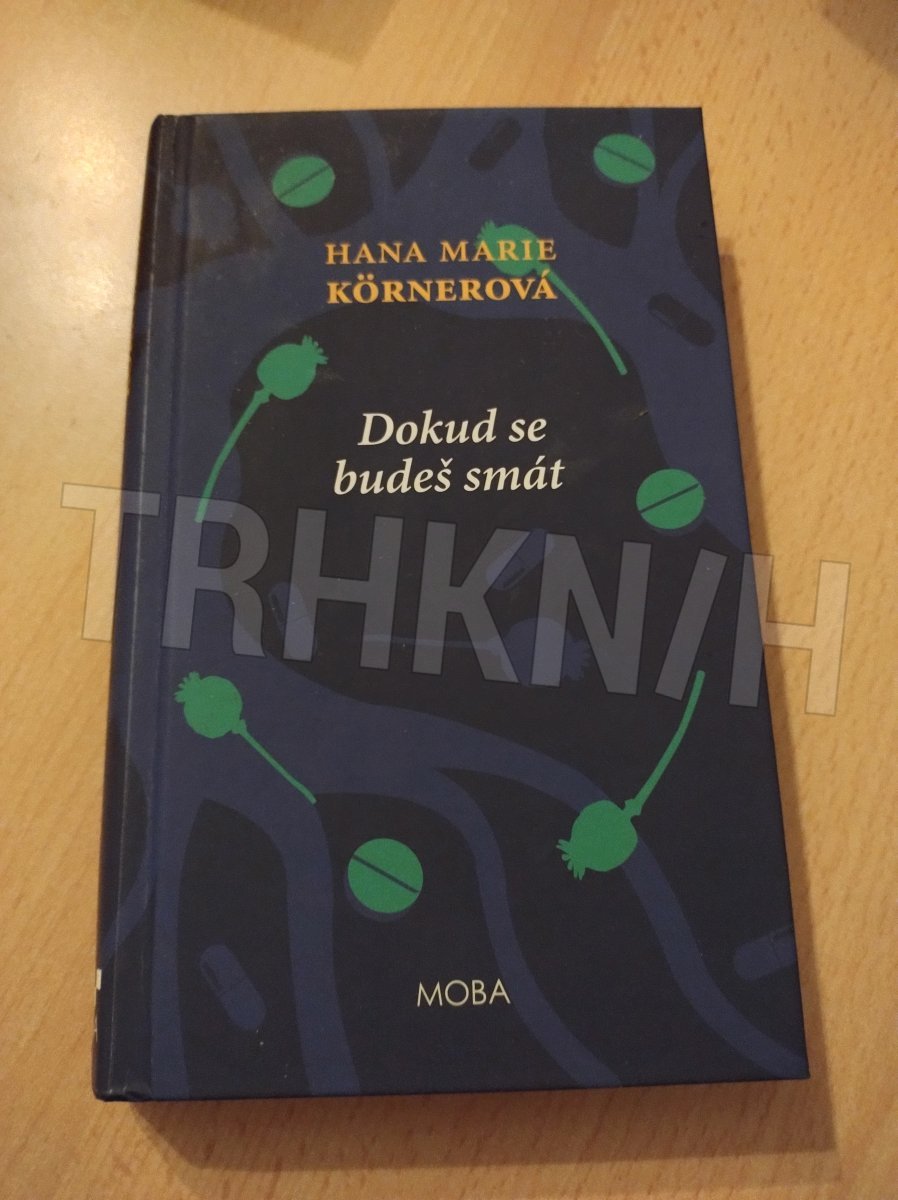 HANA MARIE
KÖRNEROVÁ
Dokud se
budeš smát
TRHKNIH
MOBA